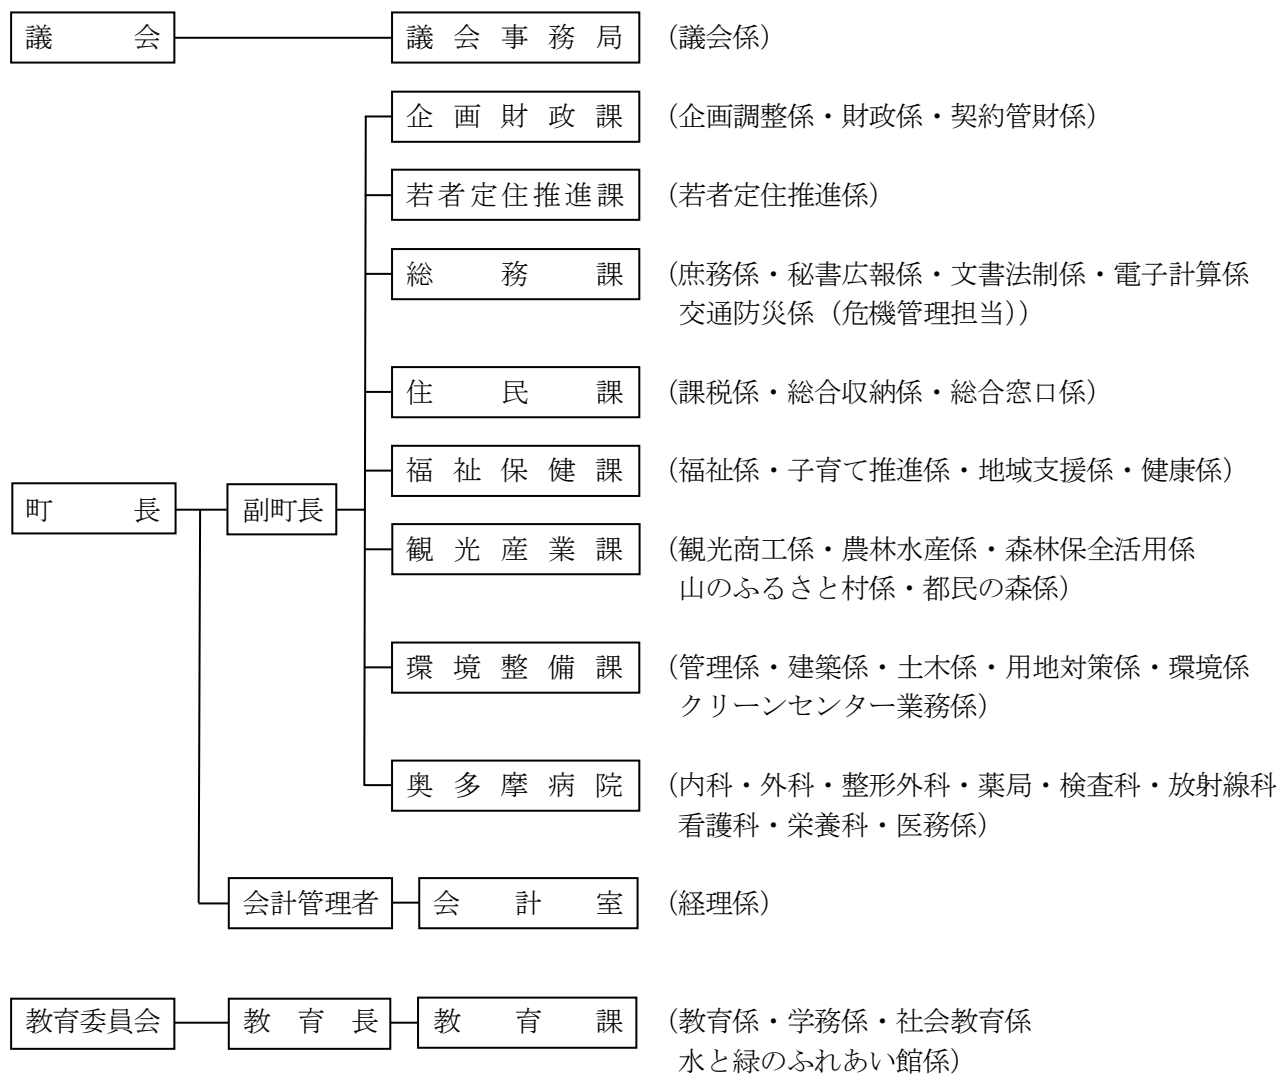 議会 議会事務局 （議会係）
企画財政課 （企画調整係・財政係・契約管財係）
若者定住推進課 （若者定住推進係）
総務課 （庶務係・秘書広報係・文書法制係・電子計算係
交通防災係（危機管理担当））
住民課 （課税係・総合収納係・総合窓口係）
福祉保健課 （福祉係・子育て推進係・地域支援係・健康係）
町長 副町長
観光産業課 （観光商工係・農林水産係・森林保全活用係
山のふるさと村係・都民の森係）
環境整備課 （管理係・建築係・土木係・用地対策係・環境係
クリーンセンター業務係）
奥多摩病院 （内科・外科・整形外科・薬局・検査科・放射線科
看護科・栄養科・医務係）
会計管理者 会計室 （経理係）
教育委員会 教育長 教育課 （教育係・学務係・社会教育係
水と緑のふれあい館係）